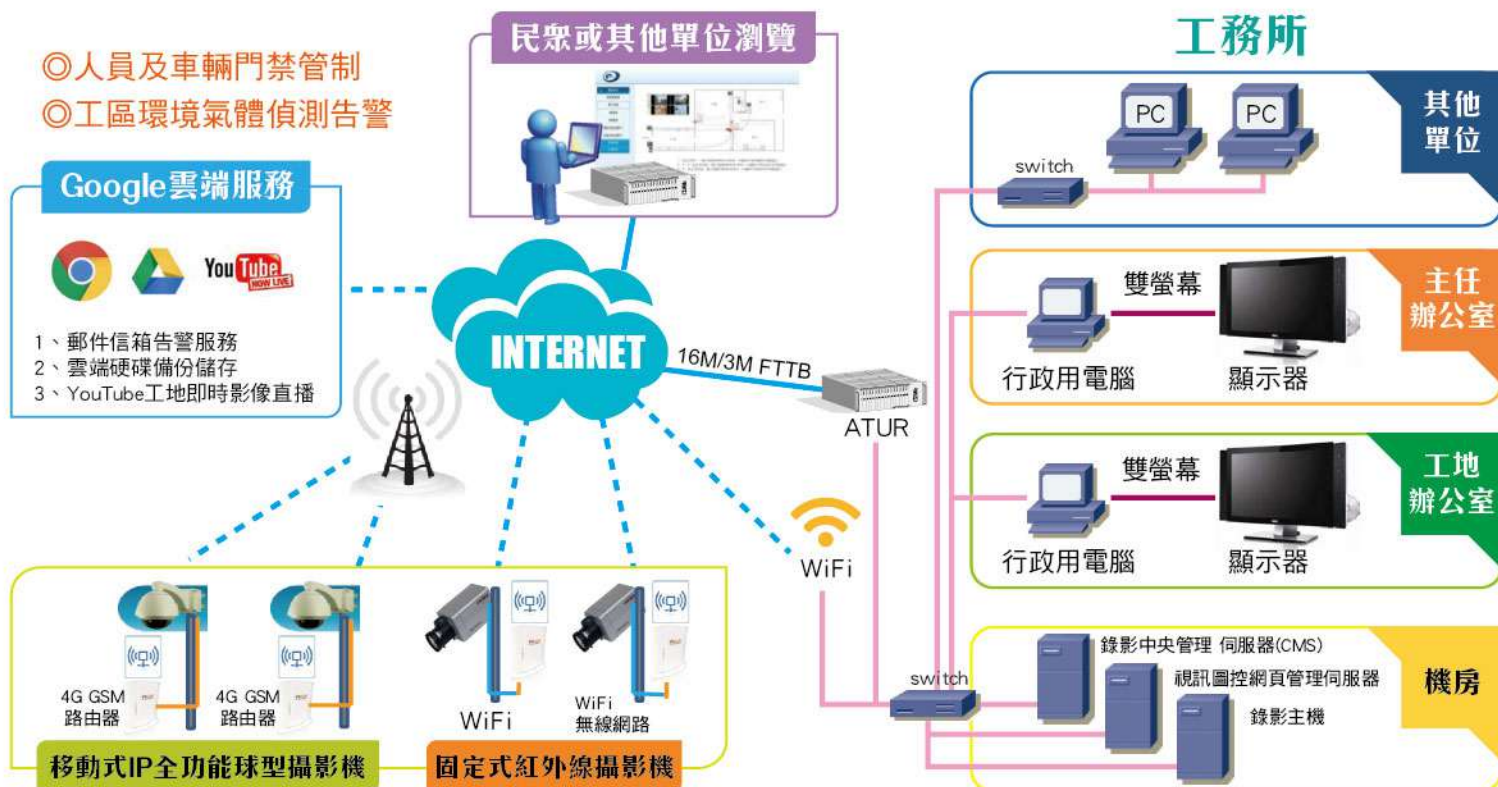 ◎人員及車輛門禁管制
◎工區環境氣體偵測告警
Google雲端服務
You Tube
NOW LIVE
1、郵件信箱告警服務
2、雲端硬碟備份儲存
3、YouTube工地即時影像直播
民眾或其他單位瀏覽
INTERNET
16M/3M FTTB
ATUR
WiFi
switch
4G GSM
路由器
4G GSM
路由器
WiFi
WiFi
無線網路
移動式IP全功能球型攝影機
固定式紅外線攝影機
工務所
其他
單位
PC
PC
switch
主任
辦公室
雙螢幕
行政用電腦
顯示器
工地
辦公室
雙螢幕
行政用電腦
顯示器
機房
錄影中央管理 伺服器(CMS)
視訊圖控網頁管理伺服器
錄影主機